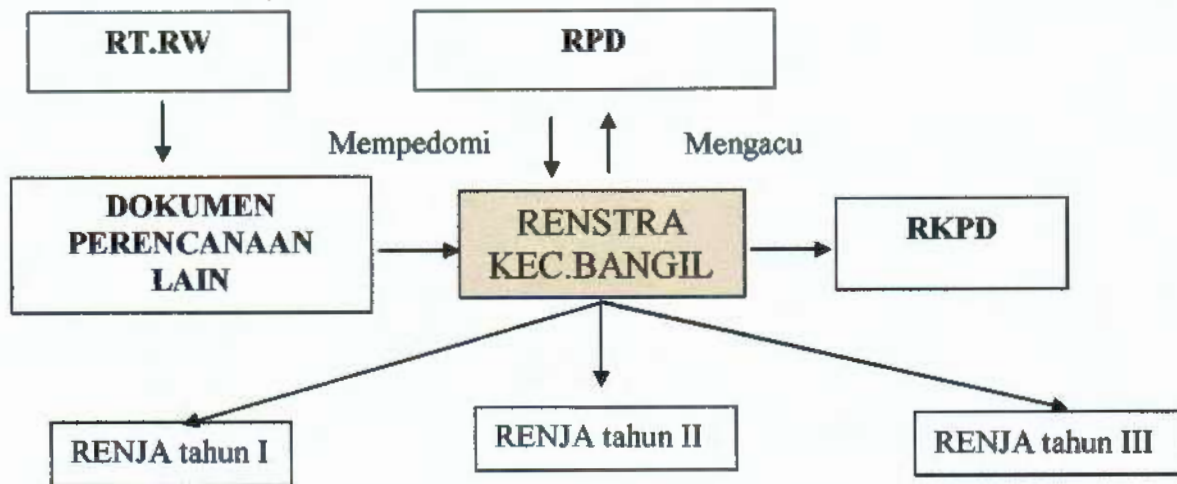 RT.RW
RPD
Mempedomi
Mengacu
DOKUMEN
PERENCANAAN
LAIN
RENSTRA
KEC.BANGIL
RKPD
RENJA tahun I
RENJA tahun II
RENJA tahun III